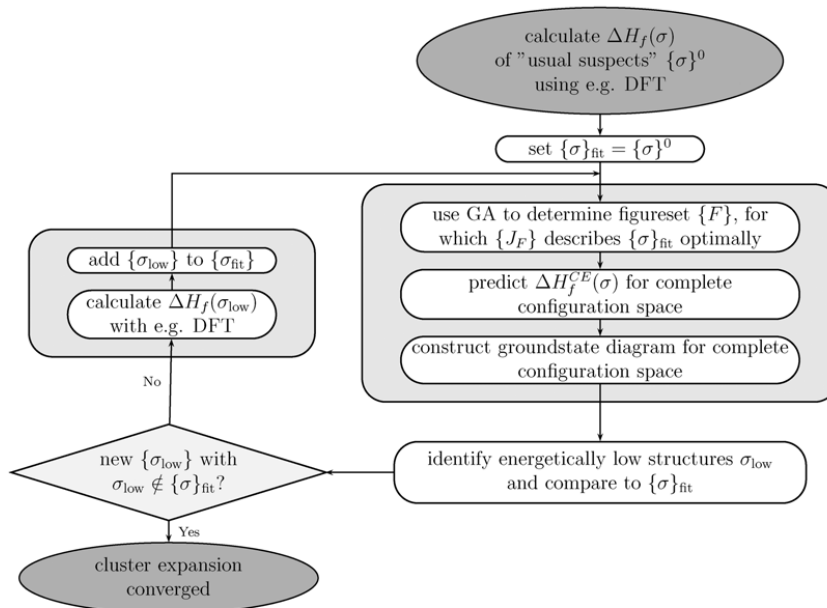 calculate ΔH_f(σ)
of "usual suspects" {σ}^0
using e.g. DFT
set {σ}_fit = {σ}^0
use GA to determine figureset {F}, for
which {J_F} describes {σ}_fit optimally
predict ΔH_f^{CE}(σ) for complete
configuration space
construct groundstate diagram for complete
configuration space
identify energetically low structures σ_low
and compare to {σ}_fit
new {σ_low} with
σ_low ∉ {σ}_fit?
No
calculate ΔH_f(σ_low)
with e.g. DFT
add {σ_low} to {σ_fit}
Yes
cluster expansion
converged